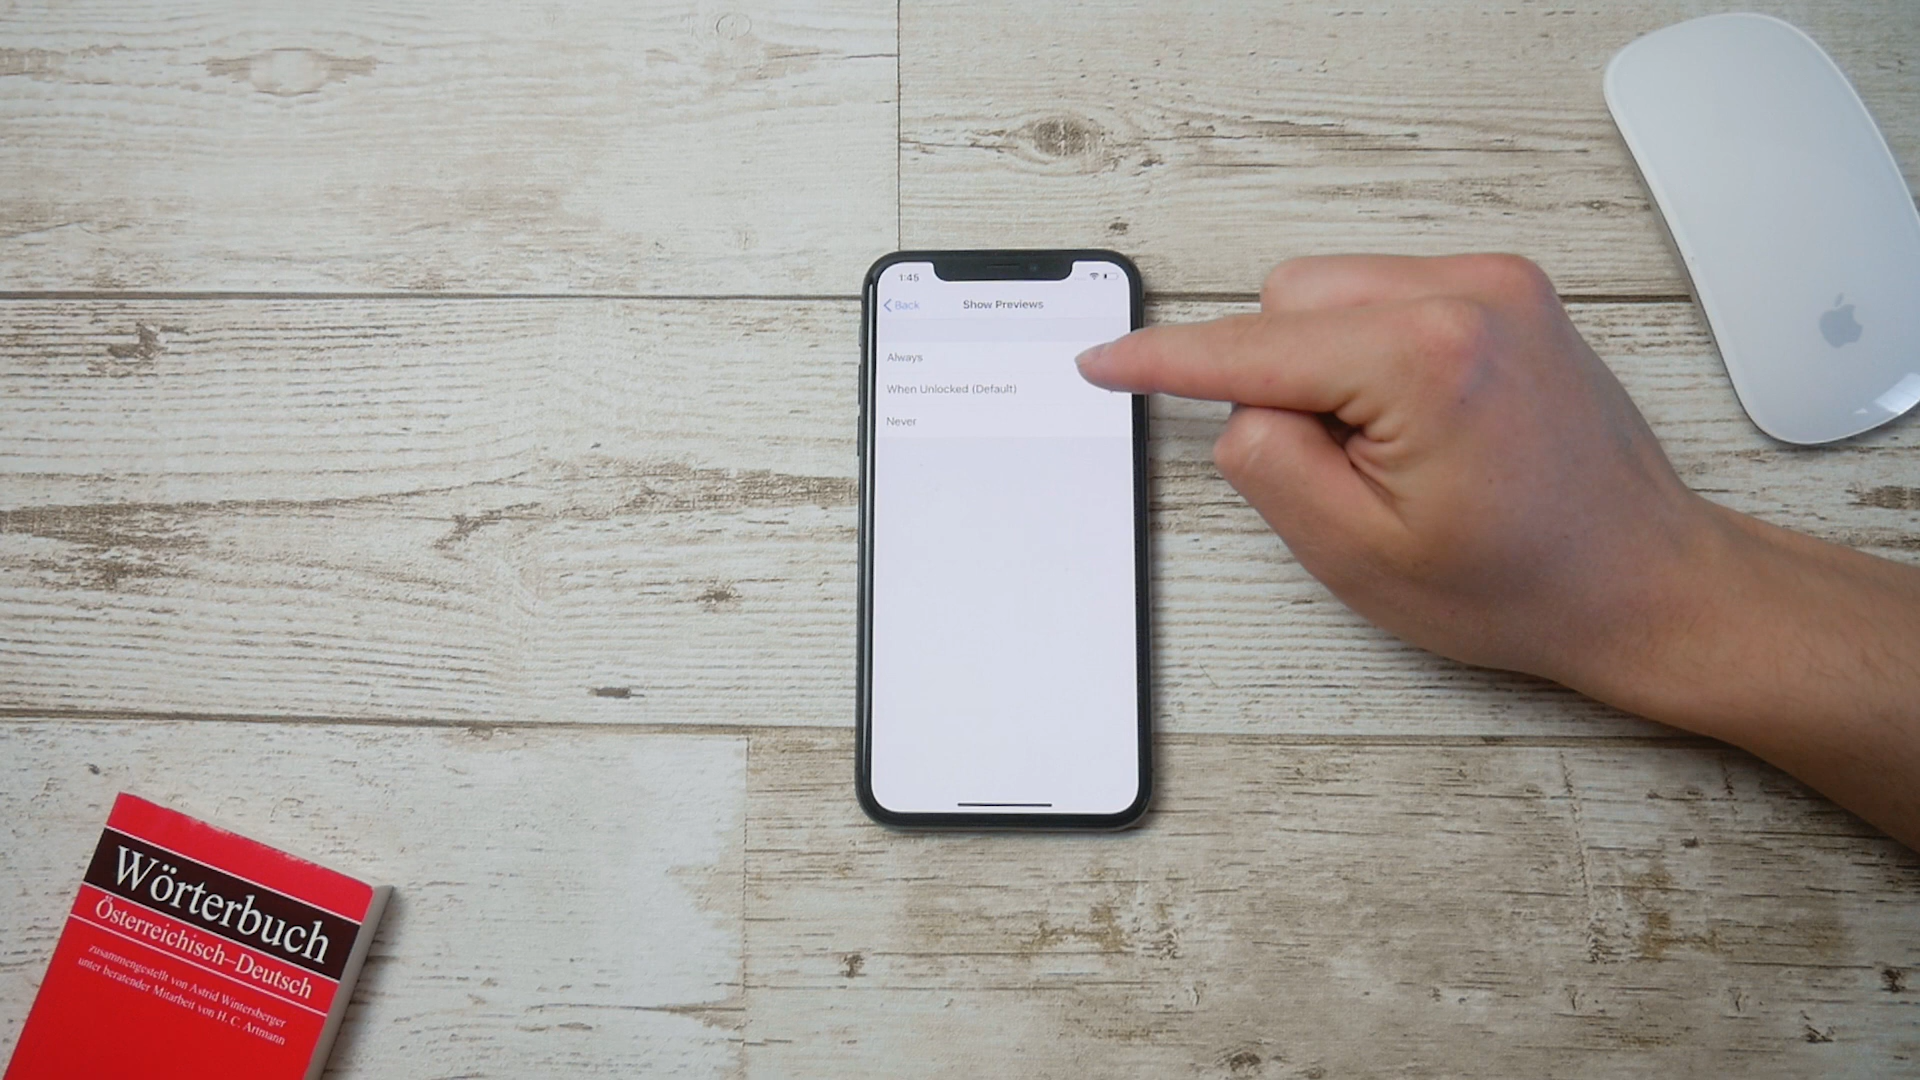 1:45
Back
Show Previews
Always
When Unlocked (Default)
Never
Wörterbuch
Österreichisch–Deutsch
zusammengestellt von Astrid Wintersberger
unter beratender Mitarbeit von H. C. Artmann